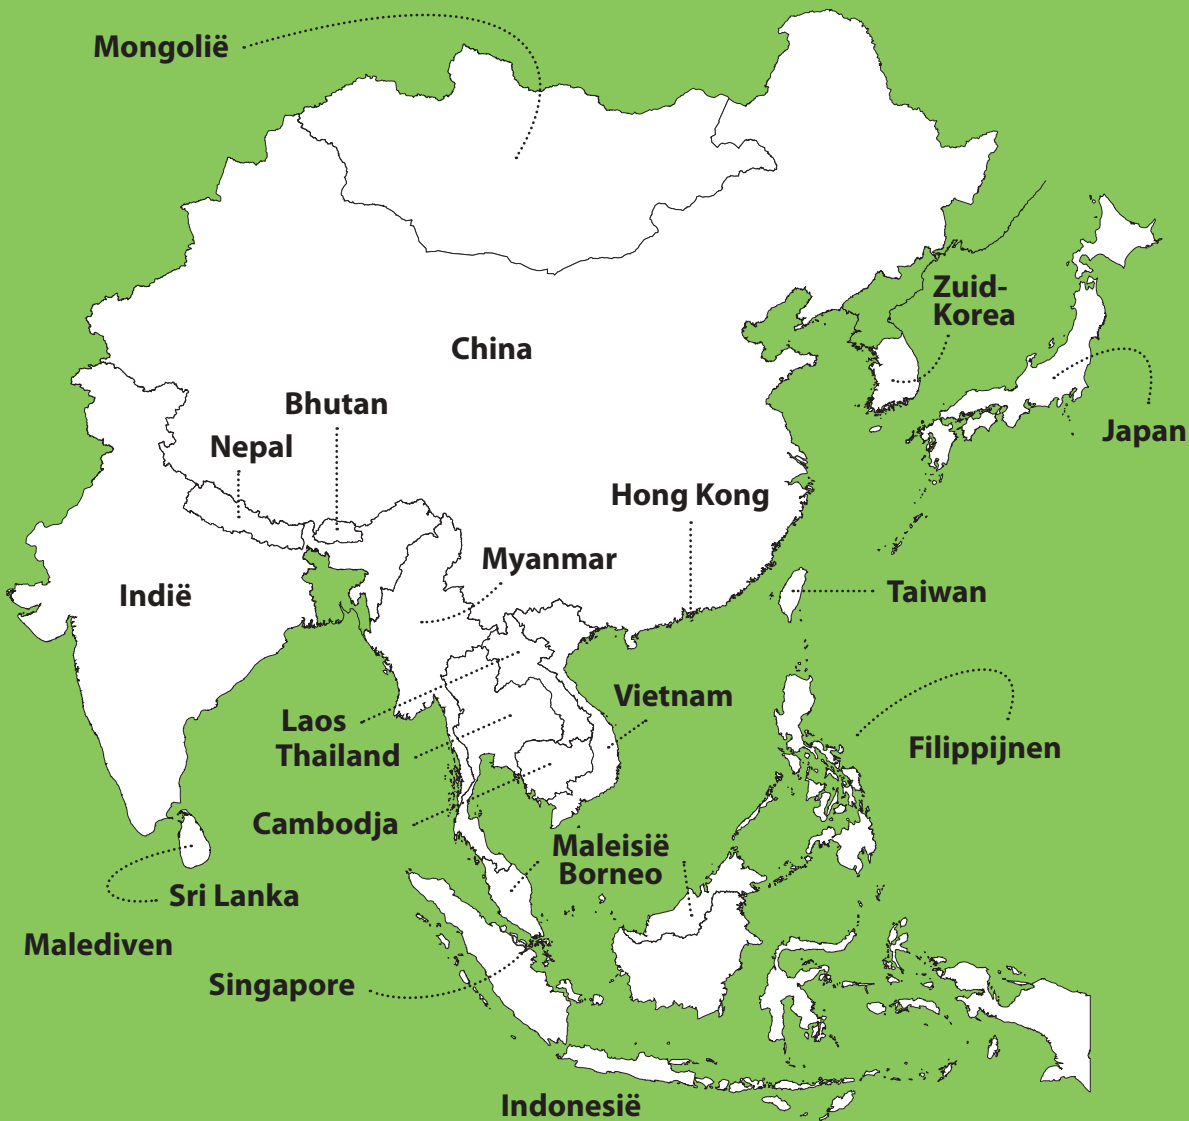 Mongolië
Zuid-
Korea
China
Bhutan
Japan
Nepal
Hong Kong
Myanmar
Indië
Taiwan
Vietnam
Laos
Filippijnen
Thailand
Cambodja
Maleisië
Borneo
Sri Lanka
Malediven
Singapore
Indonesië